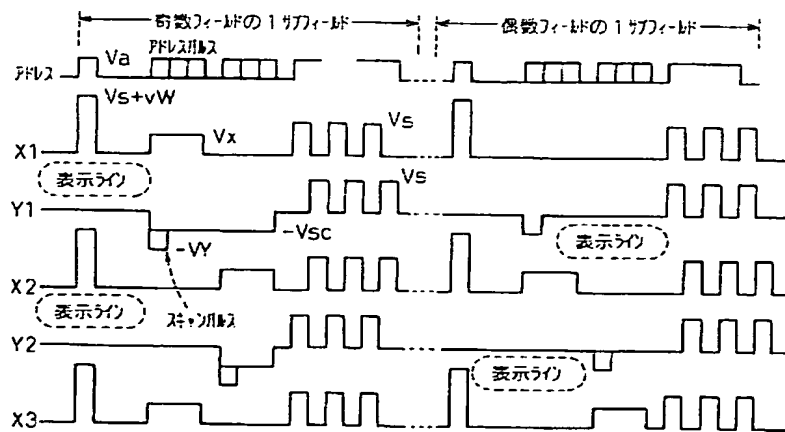 奇数フィールドの1サブフィールド
偶数フィールドの1サブフィールド
アドレスパルス
アドレス
Va
Vs+vW
X1
Vx
Vs
表示ライン
Vs
Y1
-Vsc
-VY
表示ライン
X2
表示ライン
スキャンパルス
Y2
表示ライン
X3